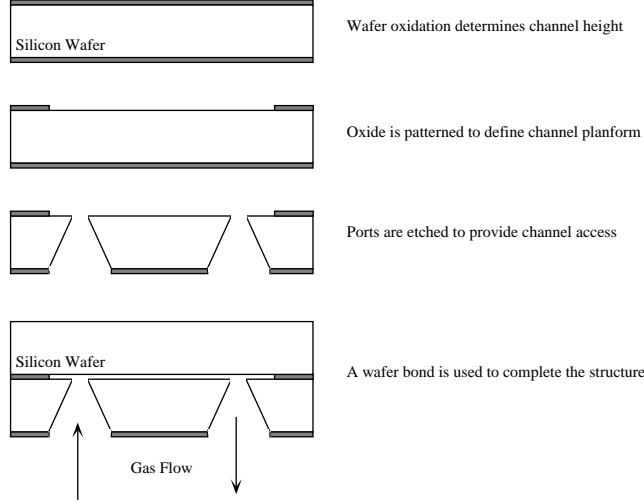 Wafer oxidation determines channel height
Silicon Wafer
Oxide is patterned to define channel planform
Ports are etched to provide channel access
Silicon Wafer
A wafer bond is used to complete the structure
Gas Flow